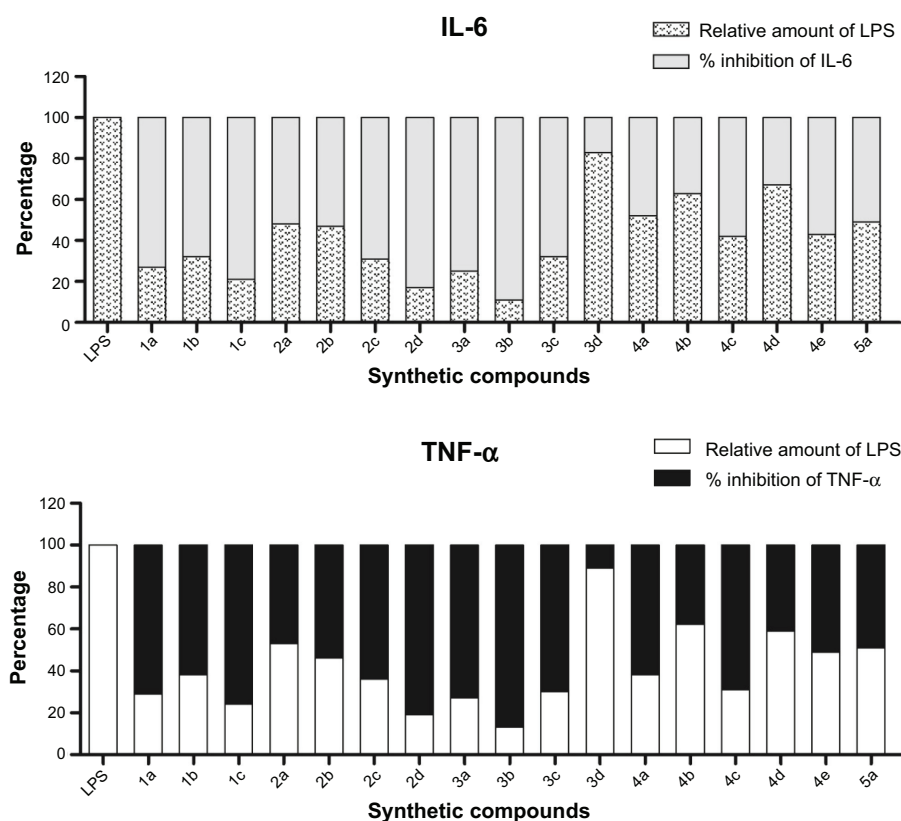 IL-6
Relative amount of LPS
% inhibition of IL-6
120
100
80
60
40
20
0
Percentage
LPS 1a 1b 1c 2a 2b 2c 2d 3a 3b 3c 3d 4a 4b 4c 4d 4e 5a
Synthetic compounds
TNF-α
Relative amount of LPS
% inhibition of TNF-α
120
100
80
60
40
20
0
Percentage
LPS 1a 1b 1c 2a 2b 2c 2d 3a 3b 3c 3d 4a 4b 4c 4d 4e 5a
Synthetic compounds